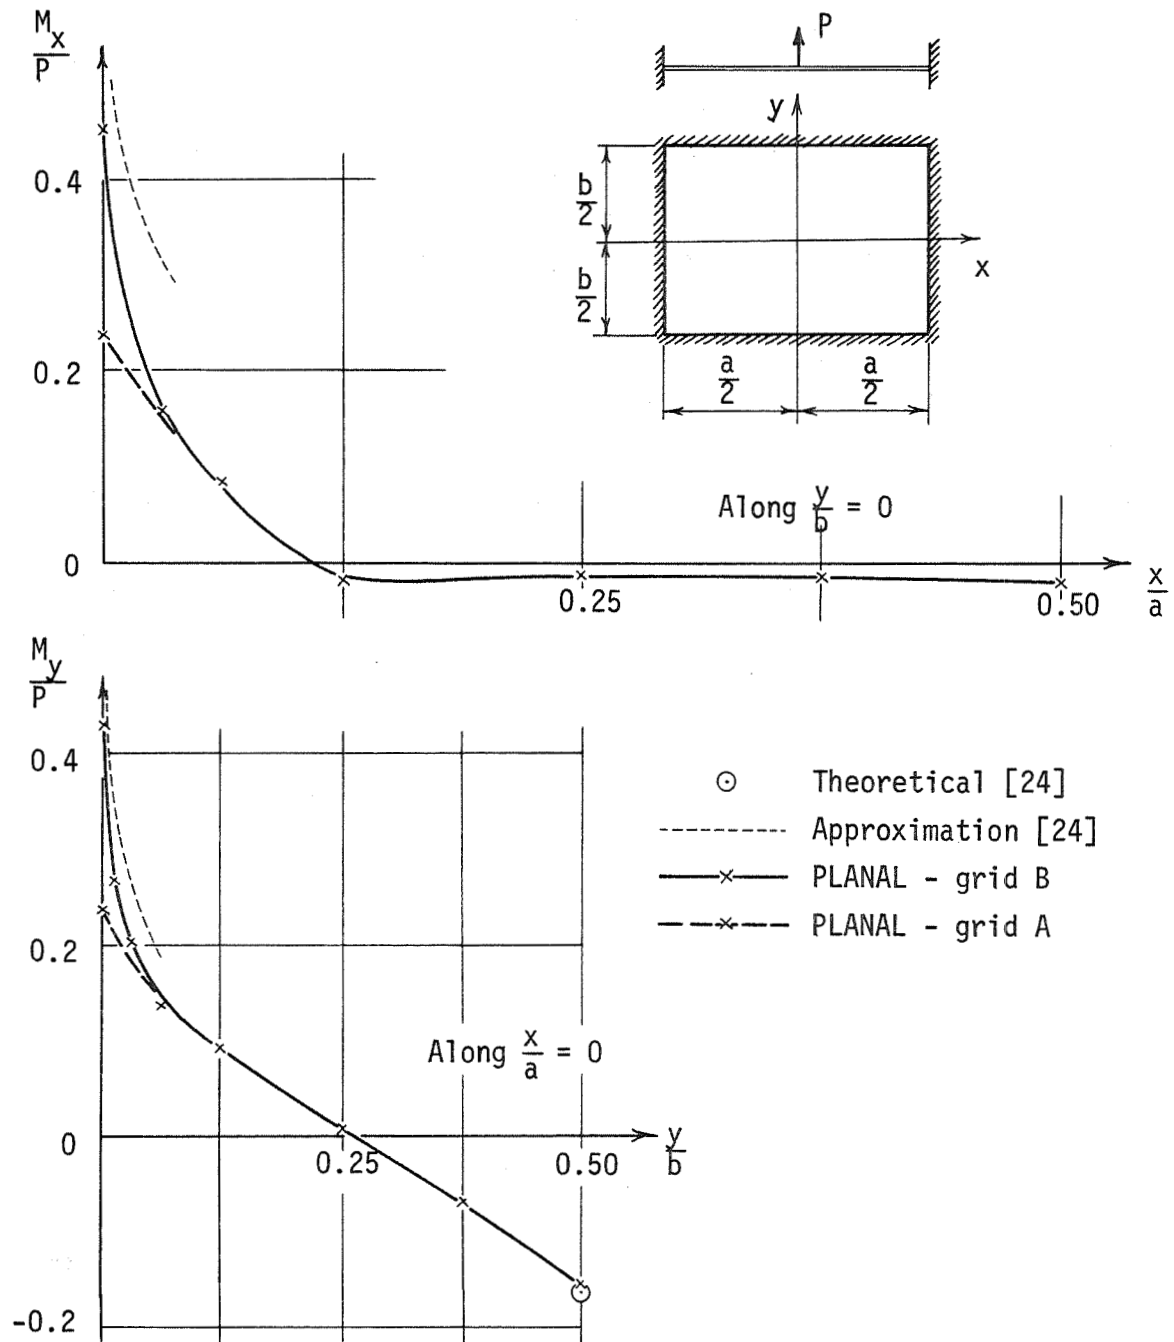 M_x
P
0.4
0.2
0
P
y
b
2
b
2
x
a
2
a
2
Along y/b = 0
0.25
0.50
x
a
M_y
P
0.4
0.2
0
-0.2
Theoretical [24]
Approximation [24]
PLANAL - grid B
PLANAL - grid A
Along x/a = 0
0.25
0.50
y
b